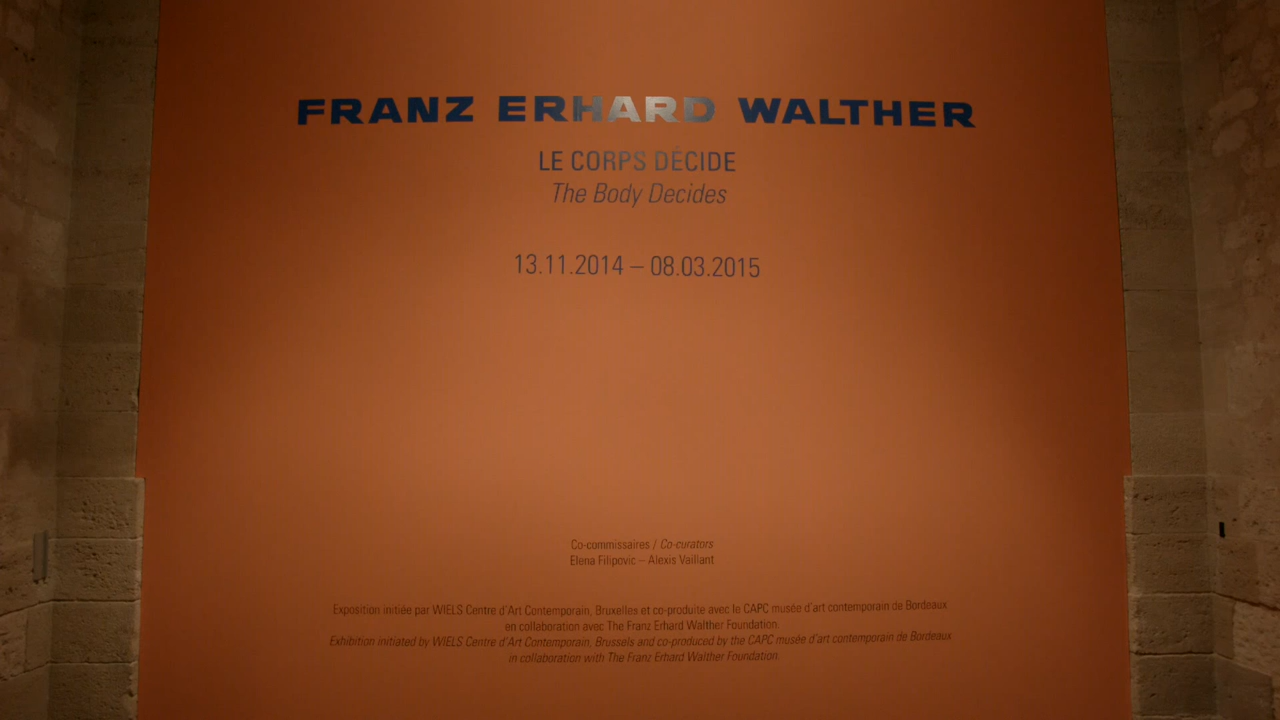 FRANZ ERHARD WALTHER
LE CORPS DÉCIDE
The Body Decides
13.11.2014 – 08.03.2015
Co-commissaires / Co-curators
Elena Filipovic – Alexis Vaillant
Exposition initiée par WIELS Centre d'Art Contemporain, Bruxelles et co-produite avec le CAPC musée d'art contemporain de Bordeaux
en collaboration avec The Franz Erhard Walther Foundation.
Exhibition initiated by WIELS Centre d'Art Contemporain, Brussels and co-produced by the CAPC musée d'art contemporain de Bordeaux
in collaboration with The Franz Erhard Walther Foundation.